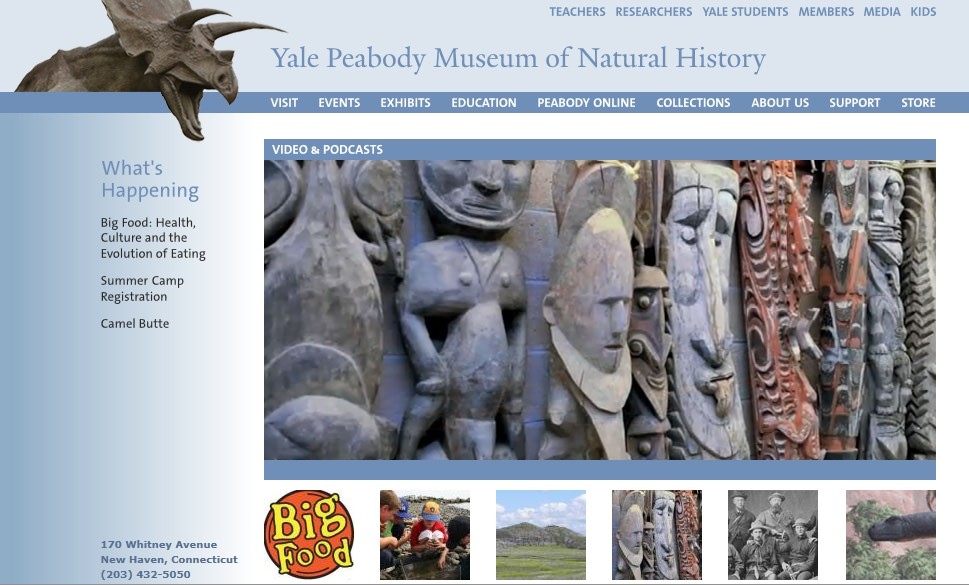 TEACHERS RESEARCHERS YALE STUDENTS MEMBERS MEDIA KIDS
Yale Peabody Museum of Natural History
VISIT EVENTS EXHIBITS EDUCATION PEABODY ONLINE COLLECTIONS ABOUT US SUPPORT STORE
VIDEO & PODCASTS
What's
Happening
Big Food: Health,
Culture and the
Evolution of Eating
Summer Camp
Registration
Camel Butte
170 Whitney Avenue
New Haven, Connecticut
(203) 432-5050
Big
Food